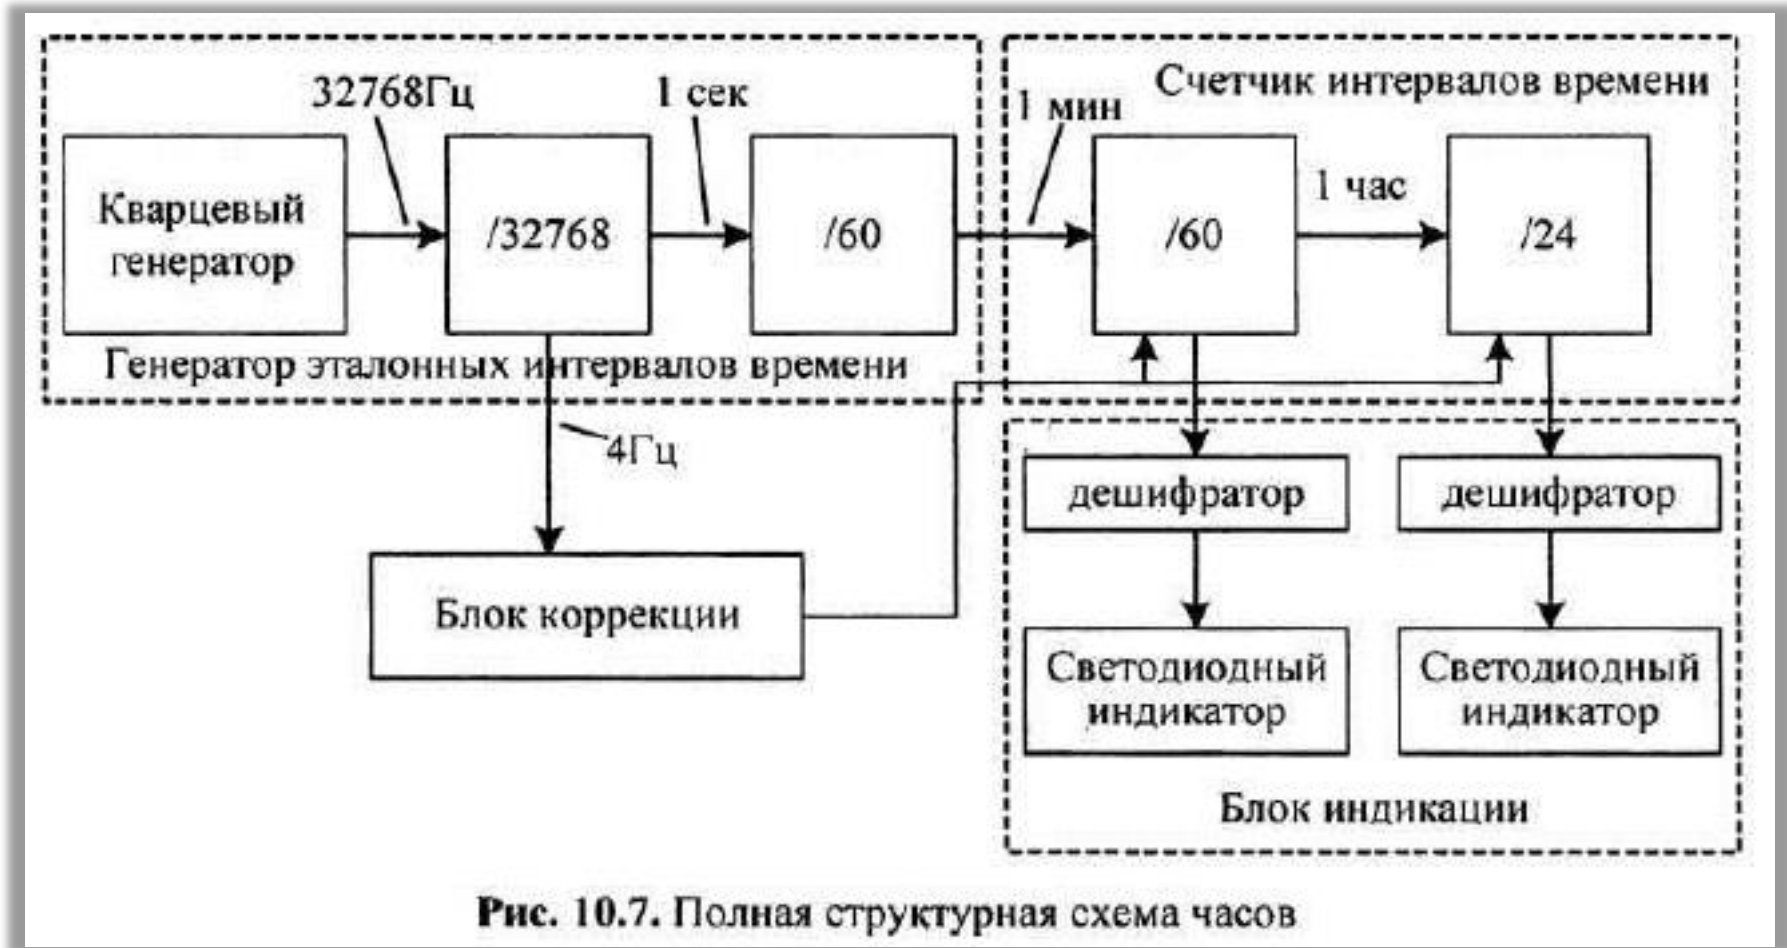 32768Гц
1 сек
1 мин
Счетчик интервалов времени
Кварцевый
генератор
/32768
/60
/60
1 час
/24
Генератор эталонных интервалов времени
4Гц
дешифратор
дешифратор
Блок коррекции
Светодиодный
индикатор
Светодиодный
индикатор
Блок индикации
Рис. 10.7. Полная структурная схема часов